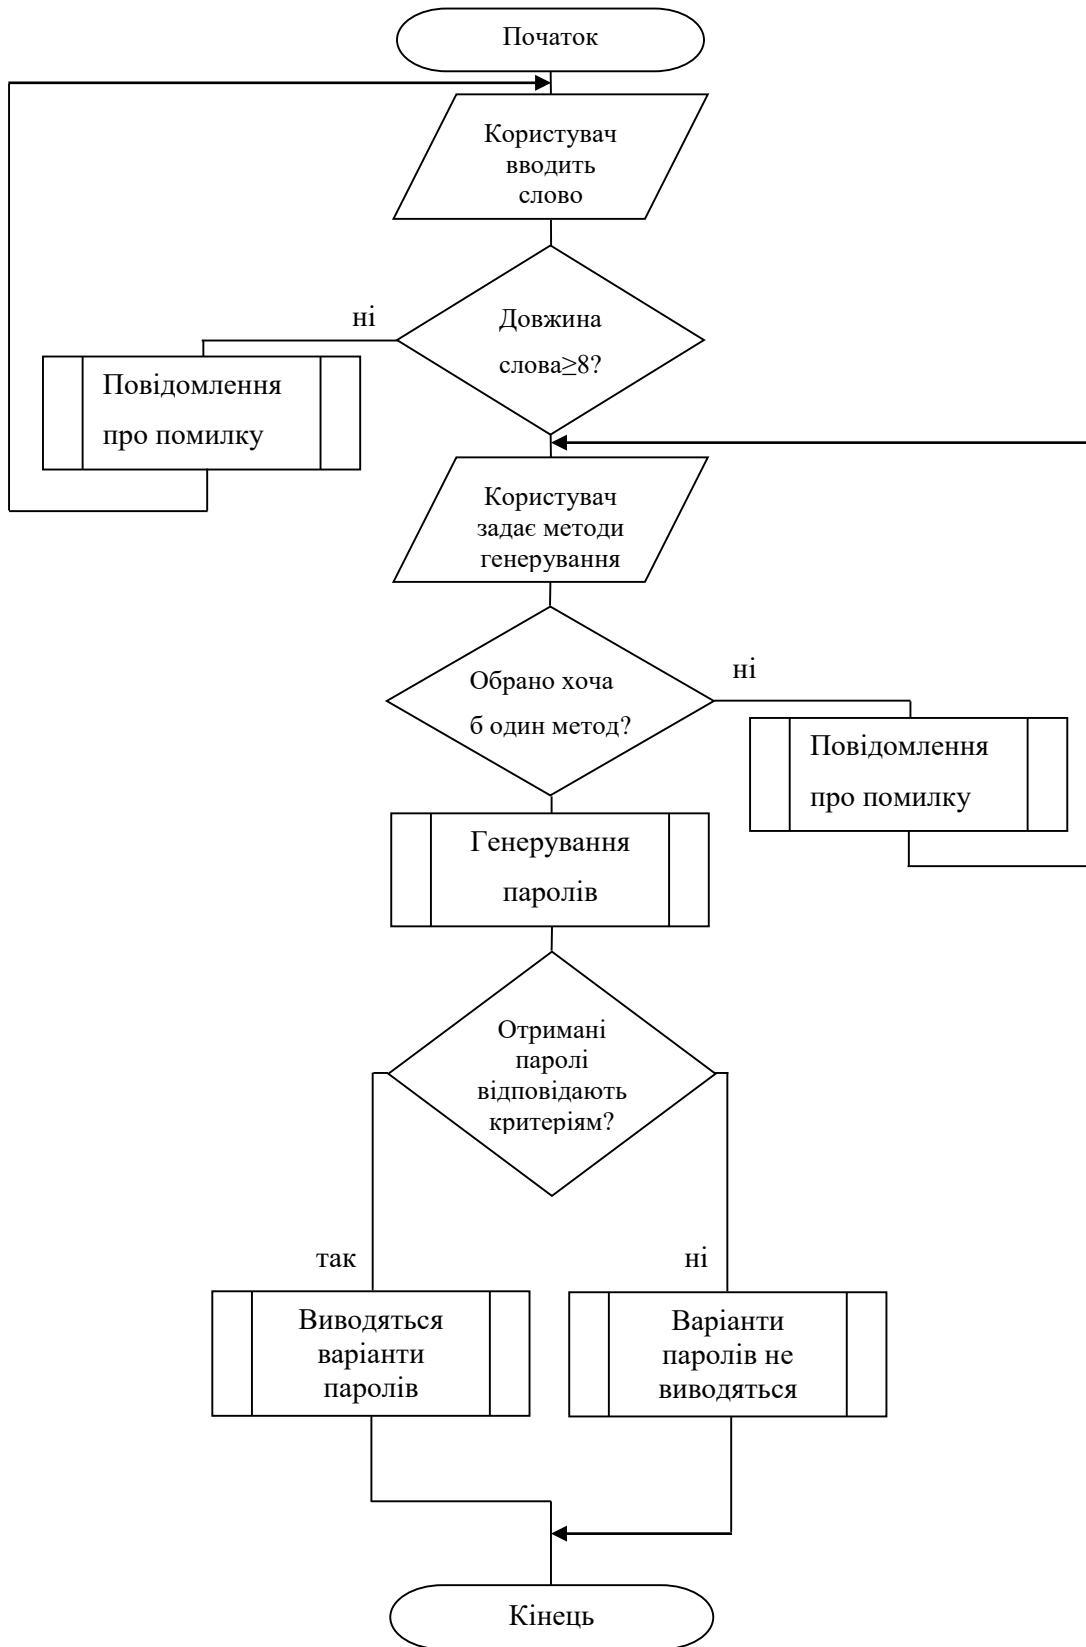 Початок
Користувач
вводить
слово
ні
Довжина
слова≥8?
Повідомлення
про помилку
Користувач
задає методи
генерування
Обрано хоча
б один метод?
ні
Повідомлення
про помилку
Генерування
паролів
Отримані
паролі
відповідають
критеріям?
так
ні
Виводяться
варіанти
паролів
Варіанти
паролів не
виводяться
Кінець